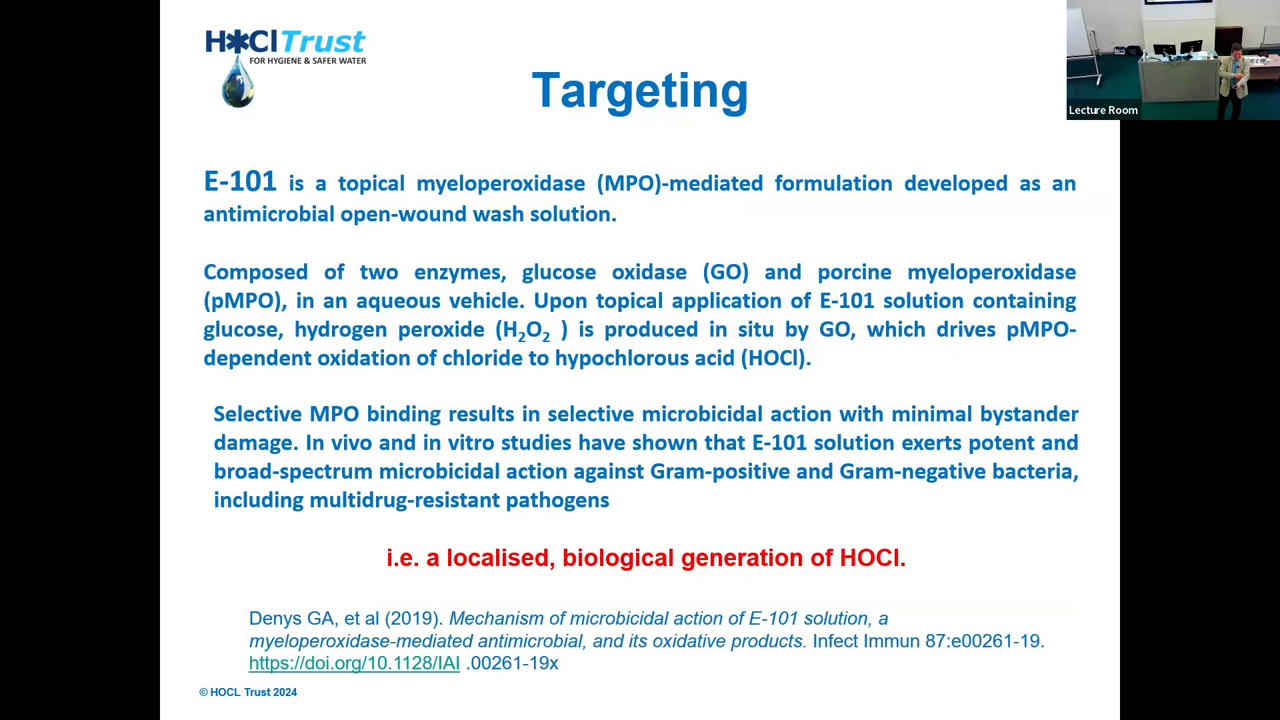 H*Cl Trust
FOR HYGIENE & SAFER WATER
Targeting
Lecture Room
E-101 is a topical myeloperoxidase (MPO)-mediated formulation developed as an
antimicrobial open-wound wash solution.
Composed of two enzymes, glucose oxidase (GO) and porcine myeloperoxidase
(pMPO), in an aqueous vehicle. Upon topical application of E-101 solution containing
glucose, hydrogen peroxide (H₂O₂ ) is produced in situ by GO, which drives pMPO-
dependent oxidation of chloride to hypochlorous acid (HOCl).
Selective MPO binding results in selective microbicidal action with minimal bystander
damage. In vivo and in vitro studies have shown that E-101 solution exerts potent and
broad-spectrum microbicidal action against Gram-positive and Gram-negative bacteria,
including multidrug-resistant pathogens
i.e. a localised, biological generation of HOCl.
Denys GA, et al (2019). Mechanism of microbicidal action of E-101 solution, a
myeloperoxidase-mediated antimicrobial, and its oxidative products. Infect Immun 87:e00261-19.
https://doi.org/10.1128/IAI .00261-19x
© HOCL Trust 2024